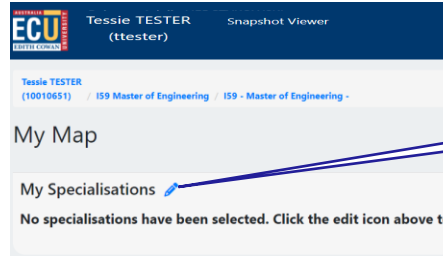 AUSTRALIA
ECU
EDITH COWAN
UNIVERSITY
Tessie TESTER
(ttester)
Snapshot Viewer
Tessie TESTER
(10010651) / I59 Master of Engineering / I59 - Master of Engineering -
My Map
My Specialisations
No specialisations have been selected. Click the edit icon above t